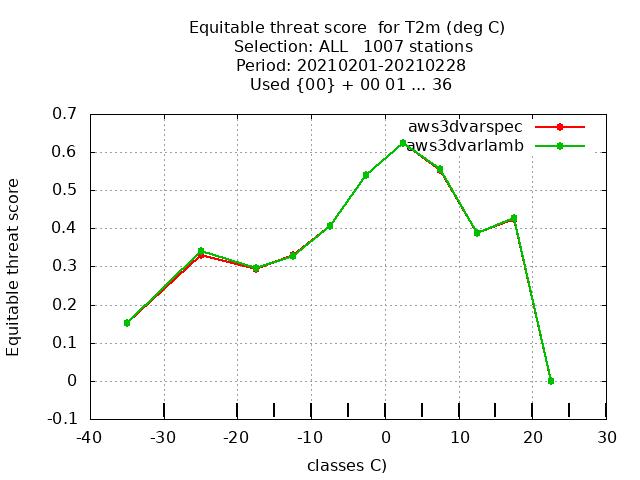 Equitable threat score  for T2m (deg C)
Selection: ALL   1007 stations
Period: 20210201-20210228
Used {00} + 00 01 ... 36
aws3dvarspec
aws3dvarlamb
Equitable threat score
0.7
0.6
0.5
0.4
0.3
0.2
0.1
0
-0.1
-40 -30 -20 -10 0 10 20 30
classes C)